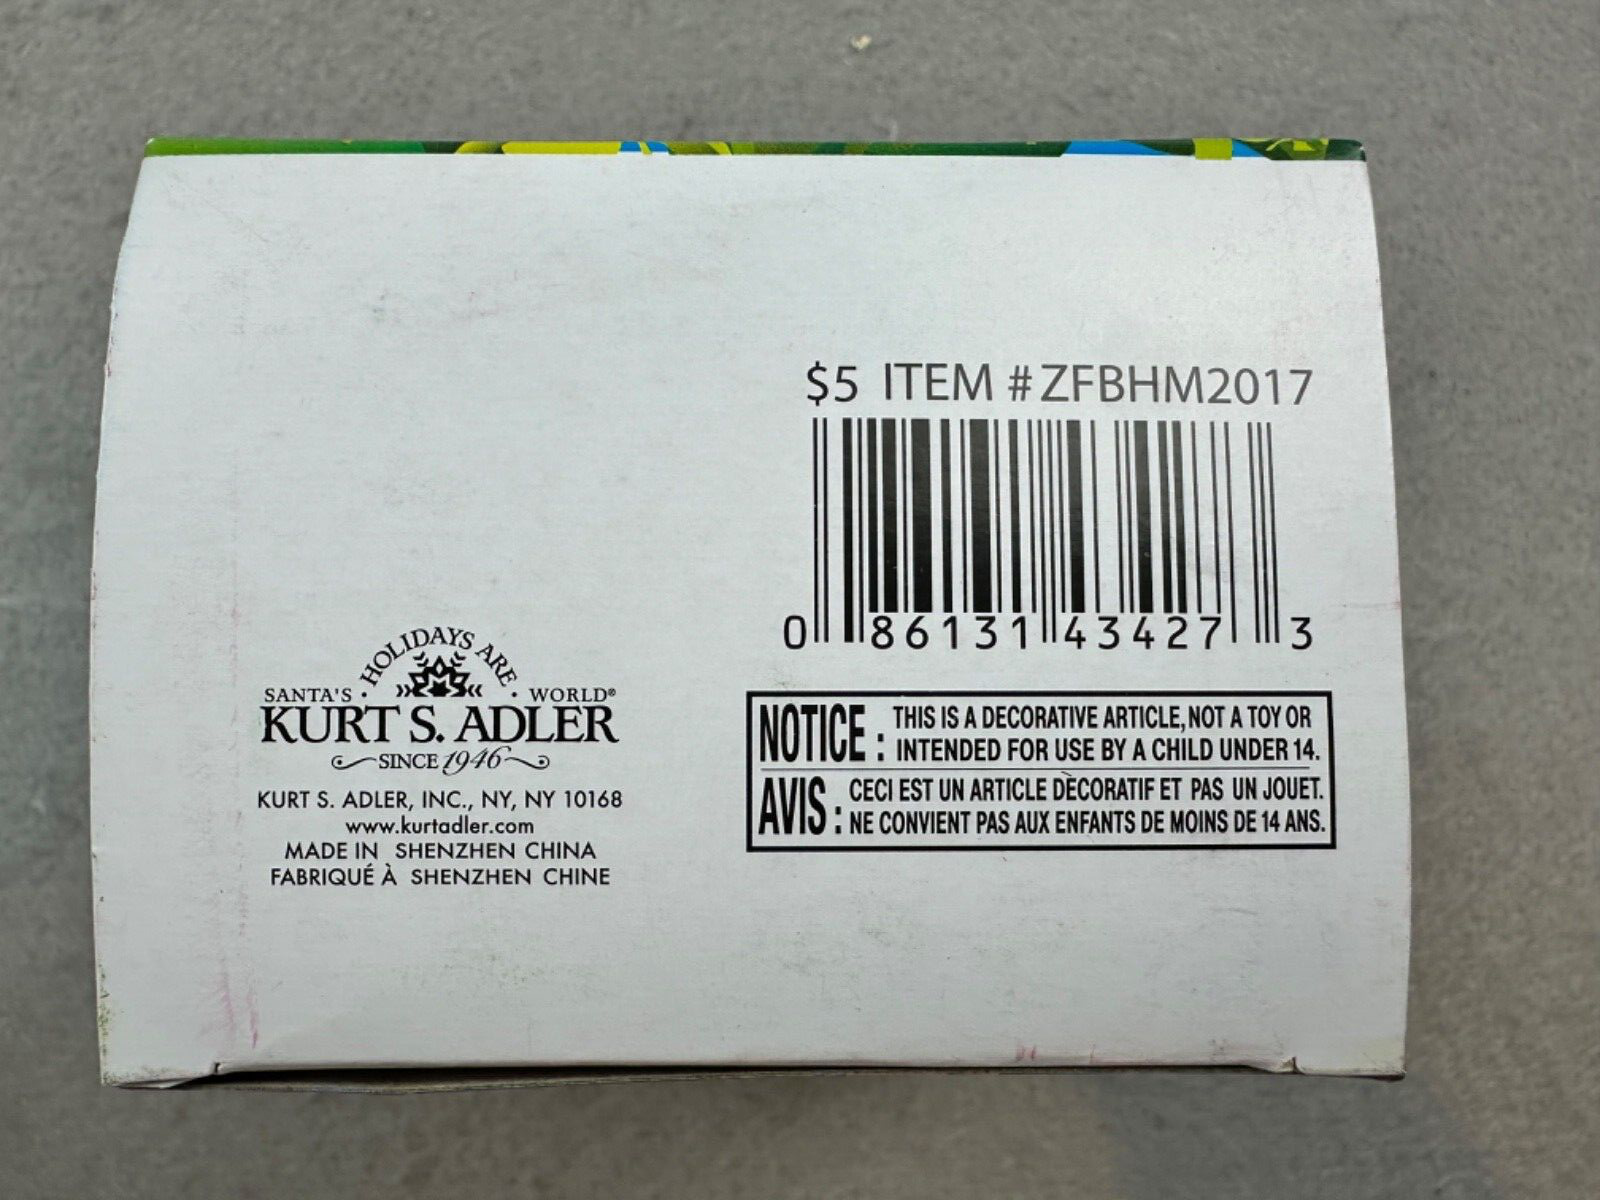 $5 ITEM # ZFBHM2017
0 86131 43427 3
HOLIDAYS ARE
SANTA'S · · WORLD®
KURT S. ADLER
SINCE 1946
KURT S. ADLER, INC., NY, NY 10168
www.kurtadler.com
MADE IN SHENZHEN CHINA
FABRIQUÉ À SHENZHEN CHINE
NOTICE : THIS IS A DECORATIVE ARTICLE, NOT A TOY OR
INTENDED FOR USE BY A CHILD UNDER 14.
AVIS : CECI EST UN ARTICLE DÈCORATIF ET PAS UN JOUET.
NE CONVIENT PAS AUX ENFANTS DE MOINS DE 14 ANS.